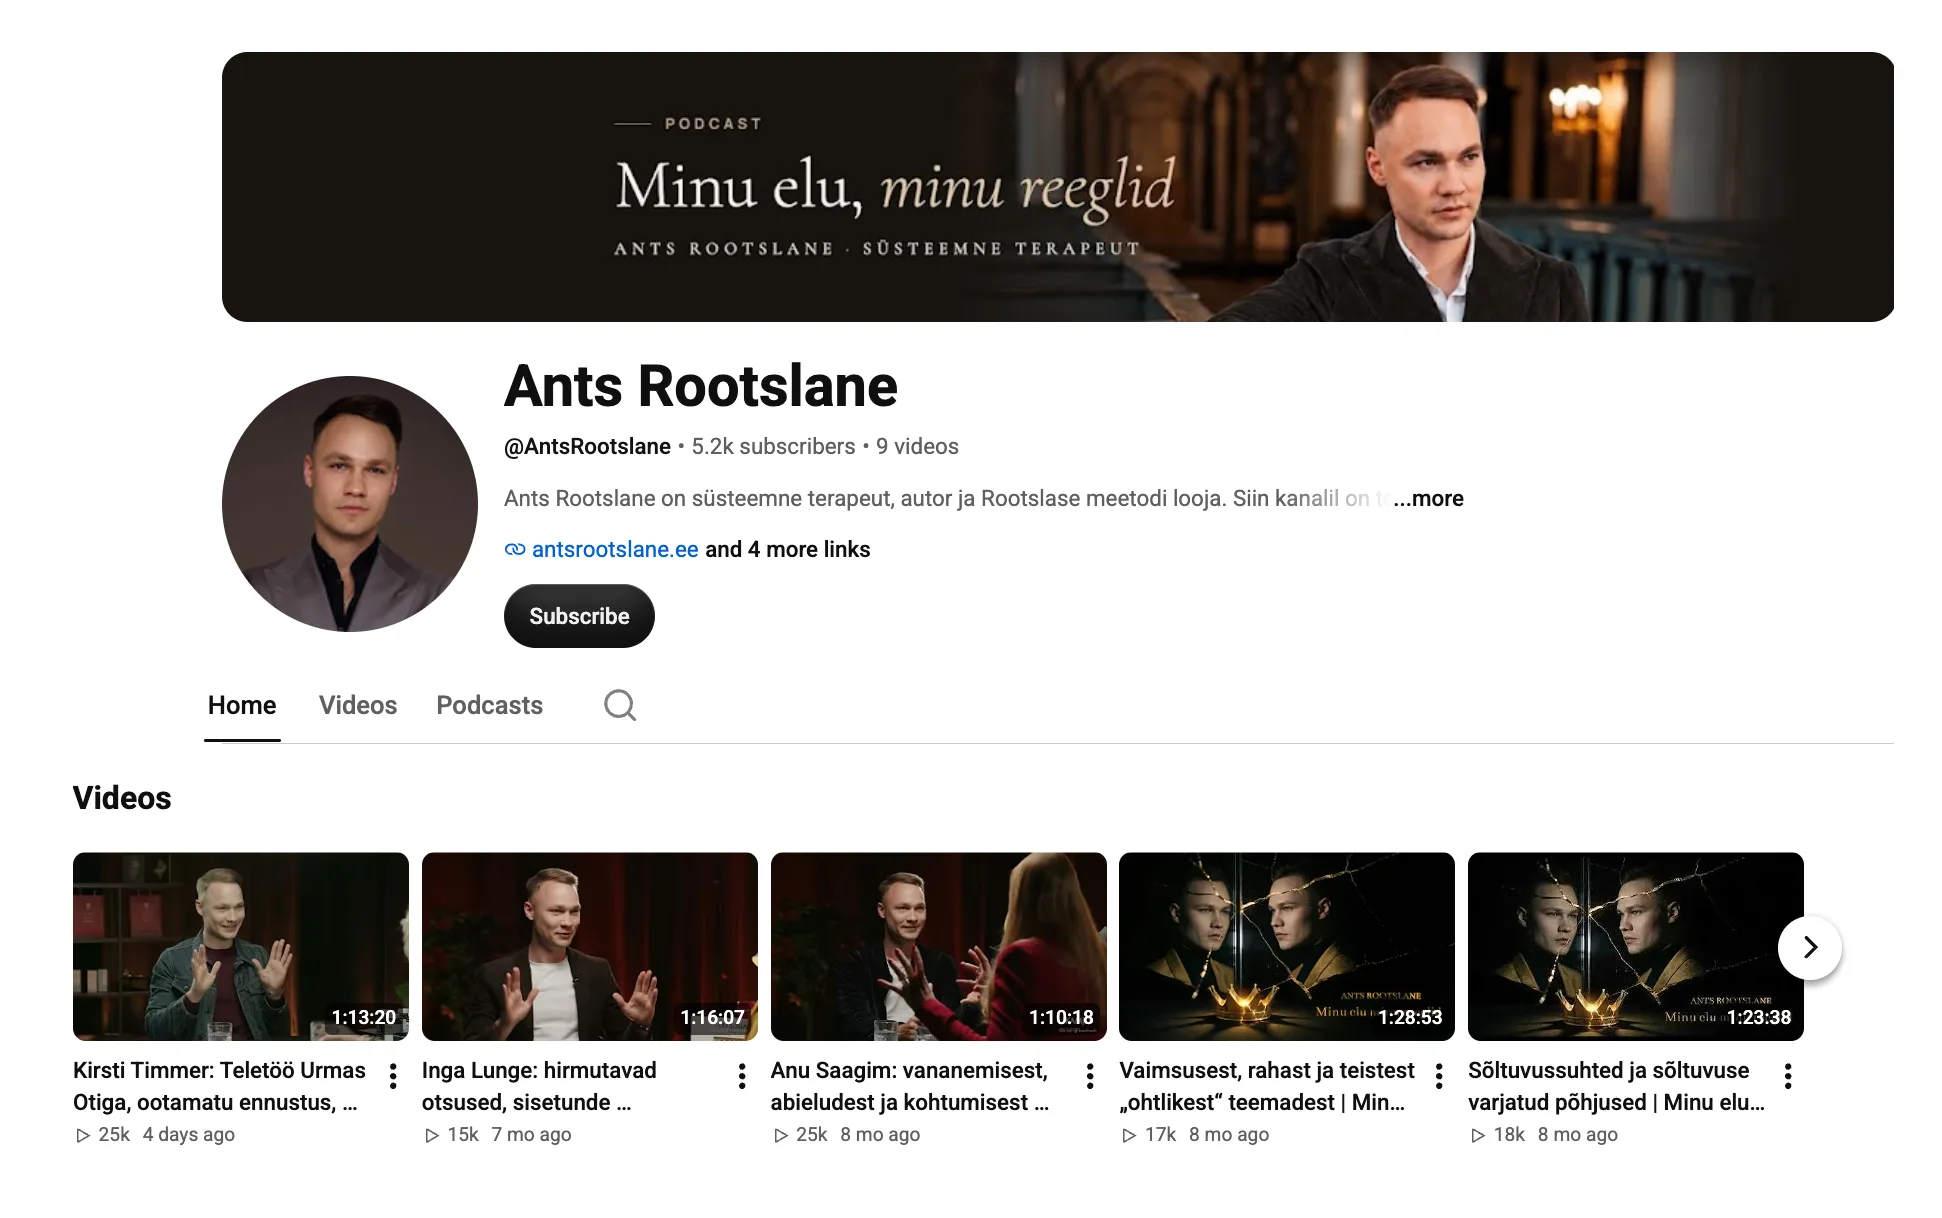 PODCAST
Minu elu, minu reeglid
ANTS ROOTSLANE · SÜSTEEMNE TERAPEUT
Ants Rootslane
@AntsRootslane • 5.2k subscribers • 9 videos
Ants Rootslane on süsteemne terapeut, autor ja Rootslase meetodi looja. Siin kanalil on ...more
antsrootslane.ee and 4 more links
Subscribe
Home Videos Podcasts
Videos
1:13:20
Kirsti Timmer: Teletöö Urmas
Otiga, ootamatu ennustus, ...
25k 4 days ago
1:16:07
Inga Lunge: hirmutavad
otsused, sisetunde ...
15k 7 mo ago
1:10:18
Anu Saagim: vananemisest,
abieludest ja kohtumisest ...
25k 8 mo ago
ANTS ROOTSLANE
Minu elu
1:28:53
Vaimsusest, rahast ja teistest
„ohtlikest“ teemadest | Min...
17k 8 mo ago
ANTS ROOTSLANE
Minu elu
1:23:38
Sõltuvussuhted ja sõltuvuse
varjatud põhjused | Minu elu...
18k 8 mo ago